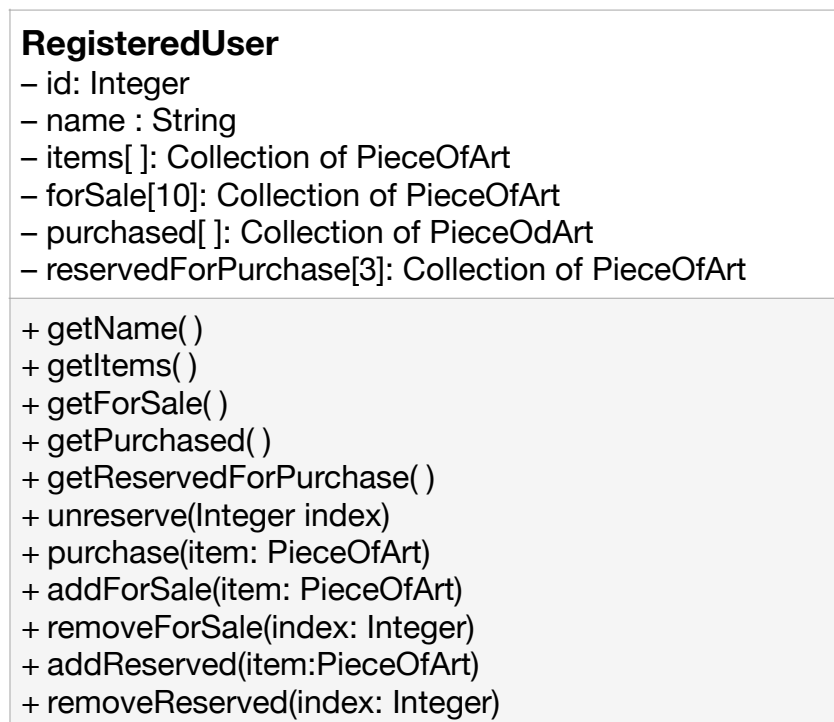 RegisteredUser
– id: Integer
– name : String
– items[ ]: Collection of PieceOfArt
– forSale[10]: Collection of PieceOfArt
– purchased[ ]: Collection of PieceOdArt
– reservedForPurchase[3]: Collection of PieceOfArt
+ getName( )
+ getItems( )
+ getForSale( )
+ getPurchased( )
+ getReservedForPurchase( )
+ unreserve(Integer index)
+ purchase(item: PieceOfArt)
+ addForSale(item: PieceOfArt)
+ removeForSale(index: Integer)
+ addReserved(item:PieceOfArt)
+ removeReserved(index: Integer)